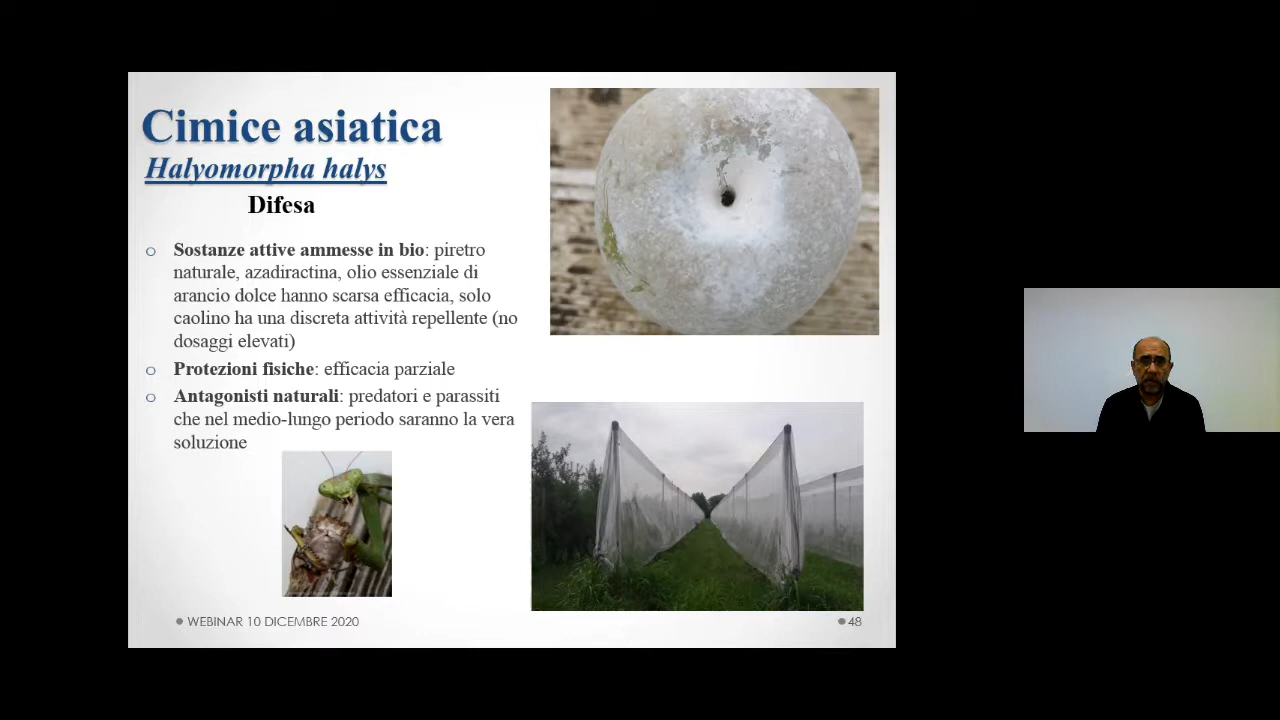 Cimice asiatica
Halyomorpha halys
Difesa
Sostanze attive ammesse in bio: piretro
naturale, azadiractina, olio essenziale di
arancio dolce hanno scarsa efficacia, solo
caolino ha una discreta attività repellente (no
dosaggi elevati)
Protezioni fisiche: efficacia parziale
Antagonisti naturali: predatori e parassiti
che nel medio-lungo periodo saranno la vera
soluzione
WEBINAR 10 DICEMBRE 2020
48